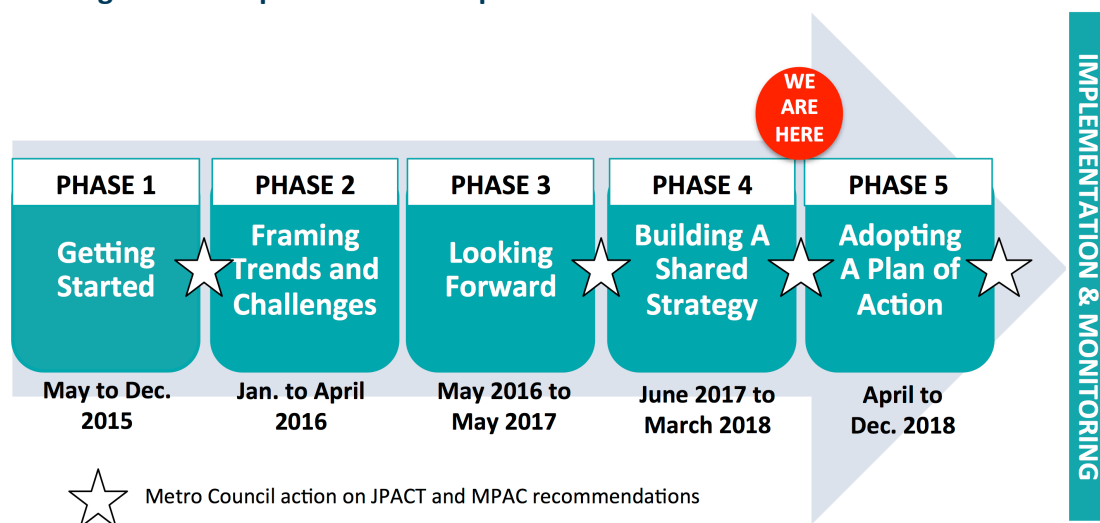 WE
ARE
HERE
PHASE 1
PHASE 2
PHASE 3
PHASE 4
PHASE 5
Getting
Started
Framing
Trends and
Challenges
Looking
Forward
Building A
Shared
Strategy
Adopting
A Plan of
Action
May to Dec.
2015
Jan. to April
2016
May 2016 to
May 2017
June 2017 to
March 2018
April to
Dec. 2018
IMPLEMENTATION & MONITORING
Metro Council action on JPACT and MPAC recommendations